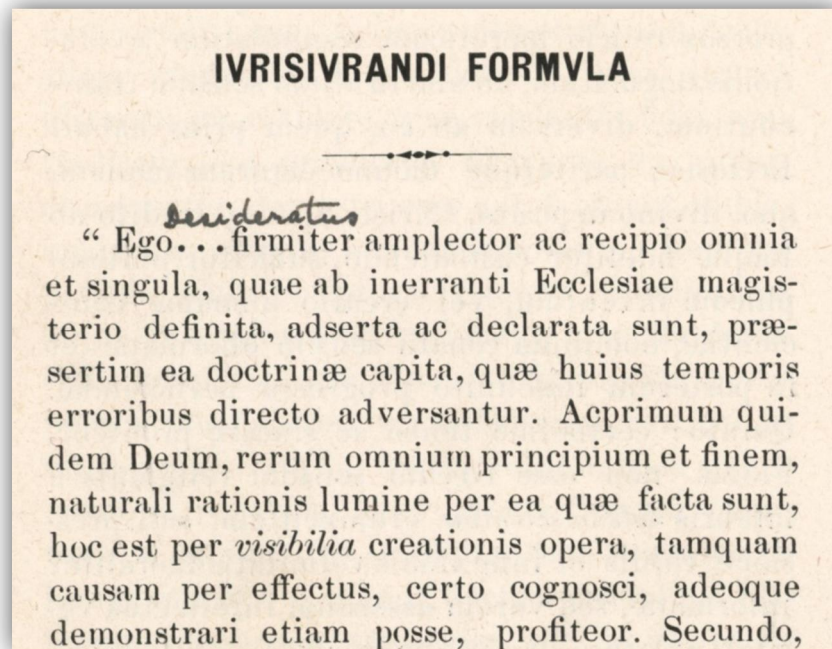 IVRISIVRANDI FORMVLA
Desideratus
“ Ego...firmiter amplector ac recipio omnia
et singula, quae ab inerranti Ecclesiae magis-
terio definita, adserta ac declarata sunt, præ-
sertim ea doctrinæ capita, quæ huius temporis
erroribus directo adversantur. Acprimum qui-
dem Deum, rerum omnium principium et finem,
naturali rationis lumine per ea quæ facta sunt,
hoc est per visibilia creationis opera, tamquam
causam per effectus, certo cognosci, adeoque
demonstrari etiam posse, profiteor. Secundo,